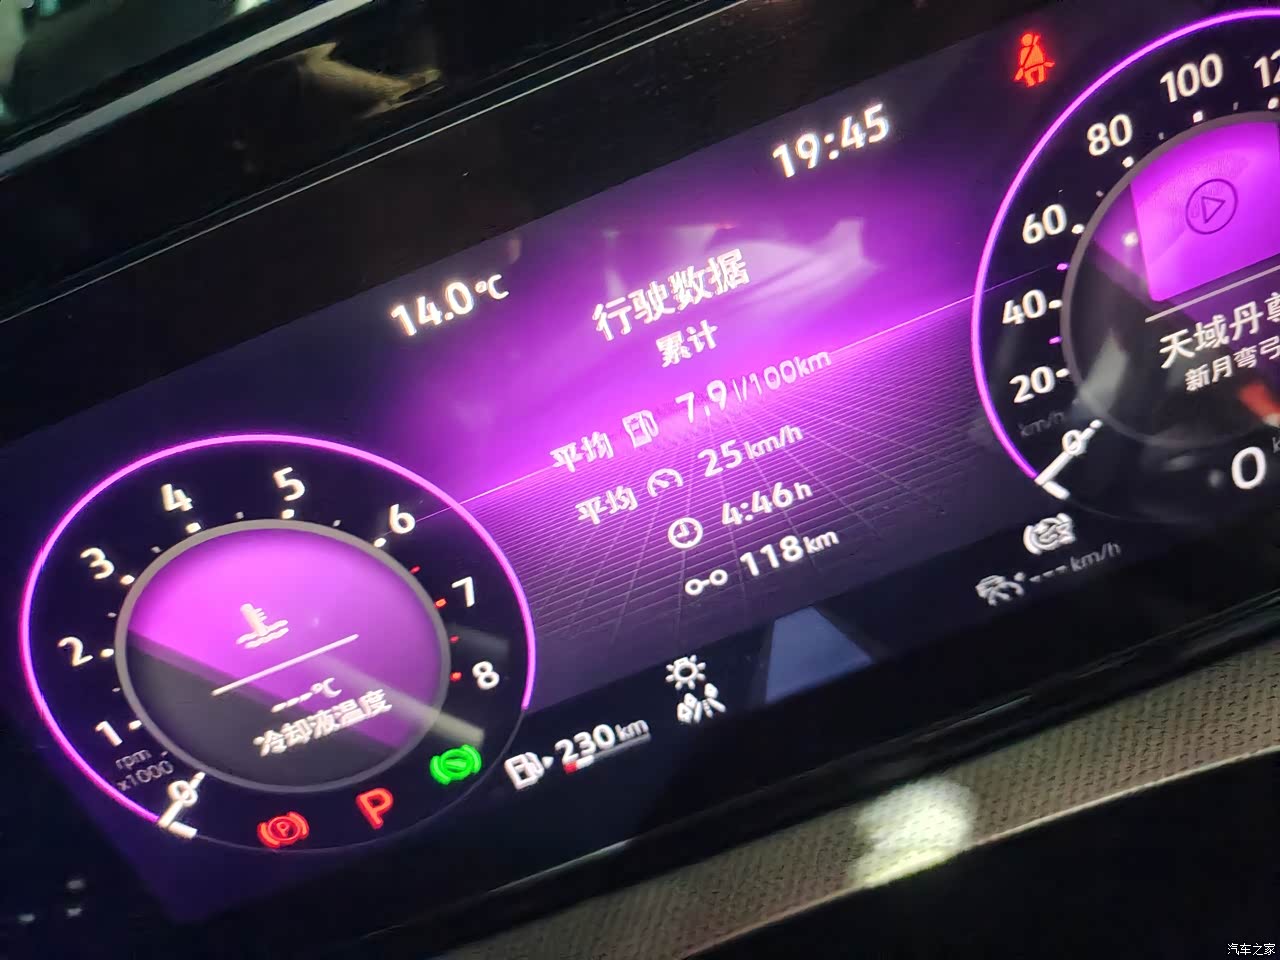 19:45
14.0°C
行驶数据
累计
平均 7.9 l/100km
平均 25 km/h
4:46 h
118 km
1
2
3
4
5
6
7
8
rpm
x1000
0
---°C
冷却液温度
P
P
230 km
20
40
60
80
100
km/h
0
天域丹
新月弯弓
0
--- km/h
汽车之家